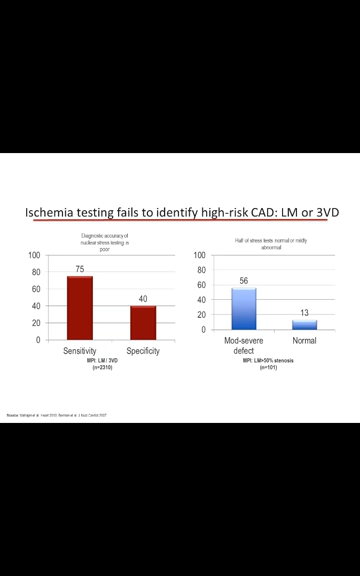 Ischemia testing fails to identify high-risk CAD: LM or 3VD
Diagnostic accuracy of
nuclear stress testing is
poor
100
80
60
40
20
0
75
40
Sensitivity
Specificity
MPI: LM / 3VD
(n=2310)
Half of stress tests normal or mildly
abnormal
100
80
60
40
20
0
56
13
Mod-severe
defect
Normal
MPI: LM>50% stenosis
(n=101)
Source: et al. Heart 2010; Berman et al. J Nucl Cardiol 2007